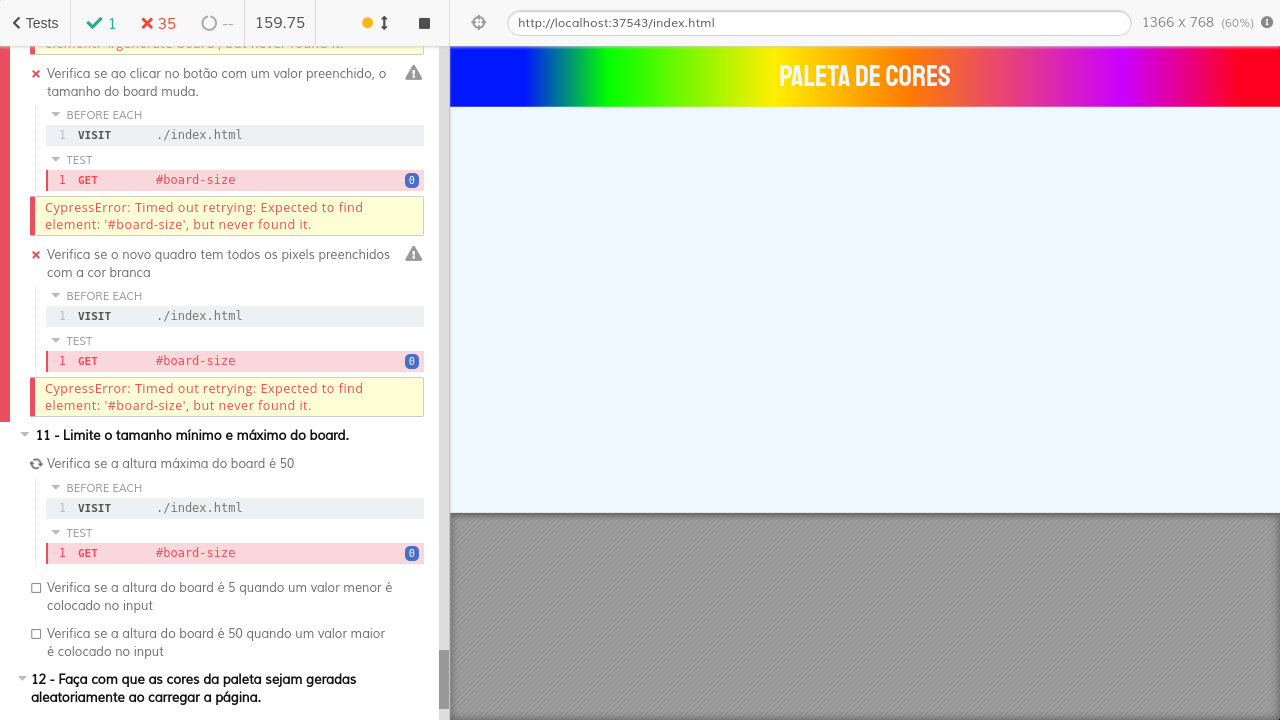 Tests
1
35
--
159.75
http://localhost:37543/index.html
1366 x 768 (60%)
element: '#generate-board', but never found it.
Verifica se ao clicar no botão com um valor preenchido, o
tamanho do board muda.
BEFORE EACH
1 VISIT ./index.html
TEST
1 GET #board-size 0
CypressError: Timed out retrying: Expected to find
element: '#board-size', but never found it.
Verifica se o novo quadro tem todos os pixels preenchidos
com a cor branca
BEFORE EACH
1 VISIT ./index.html
TEST
1 GET #board-size 0
CypressError: Timed out retrying: Expected to find
element: '#board-size', but never found it.
11 - Limite o tamanho mínimo e máximo do board.
Verifica se a altura máxima do board é 50
BEFORE EACH
1 VISIT ./index.html
TEST
1 GET #board-size 0
Verifica se a altura do board é 5 quando um valor menor é
colocado no input
Verifica se a altura do board é 50 quando um valor maior
é colocado no input
12 - Faça com que as cores da paleta sejam geradas
aleatoriamente ao carregar a página.
PALETA DE CORES